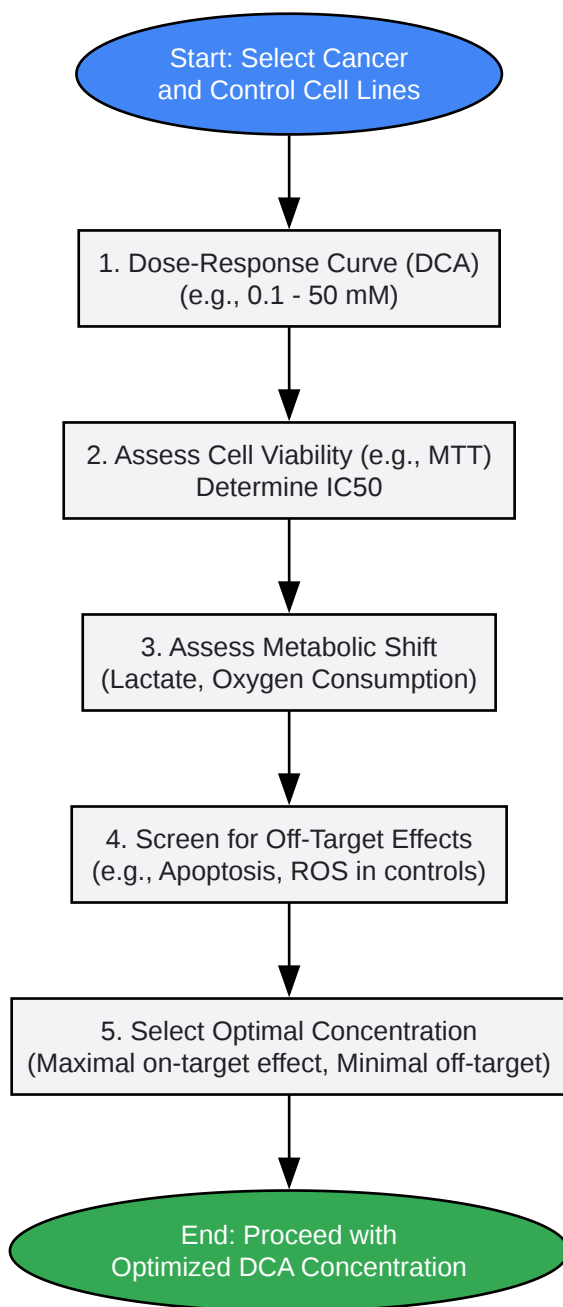 Start: Select Cancer
and Control Cell Lines
1. Dose-Response Curve (DCA)
(e.g., 0.1 - 50 mM)
2. Assess Cell Viability (e.g., MTT)
Determine IC50
3. Assess Metabolic Shift
(Lactate, Oxygen Consumption)
4. Screen for Off-Target Effects
(e.g., Apoptosis, ROS in controls)
5. Select Optimal Concentration
(Maximal on-target effect, Minimal off-target)
End: Proceed with
Optimized DCA Concentration